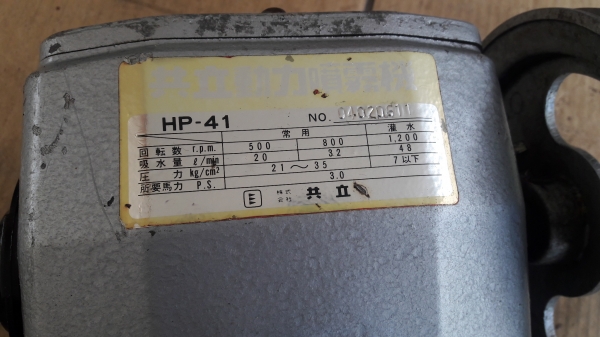 HP-41 NO. 04020611
常用 灌水
回転数 r.p.m. 500 800 1,200
吸水量 ℓ/min 20 32 48
圧力 kg/cm² 21～35 7以下
所要馬力 P.S. 3.0
E 株式会社 共立